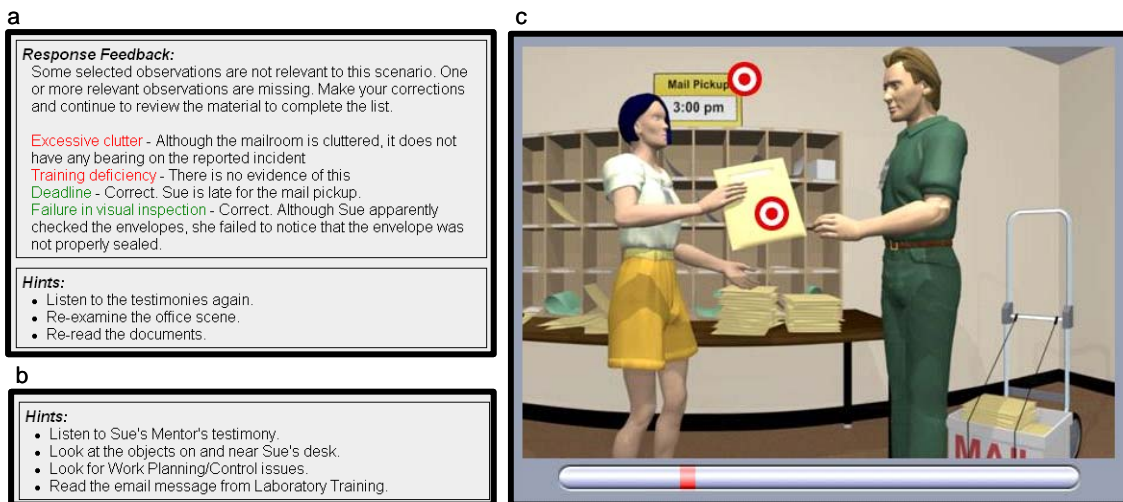 a
Response Feedback:
Some selected observations are not relevant to this scenario. One
or more relevant observations are missing. Make your corrections
and continue to review the material to complete the list.
Excessive clutter - Although the mailroom is cluttered, it does not
have any bearing on the reported incident
Training deficiency - There is no evidence of this
Deadline - Correct. Sue is late for the mail pickup.
Failure in visual inspection - Correct. Although Sue apparently
checked the envelopes, she failed to notice that the envelope was
not properly sealed.
Hints:
• Listen to the testimonies again.
• Re-examine the office scene.
• Re-read the documents.
b
Hints:
• Listen to Sue's Mentor's testimony.
• Look at the objects on and near Sue's desk.
• Look for Work Planning/Control issues.
• Read the email message from Laboratory Training.
c
Mail Pickup
3:00 pm
MAIL